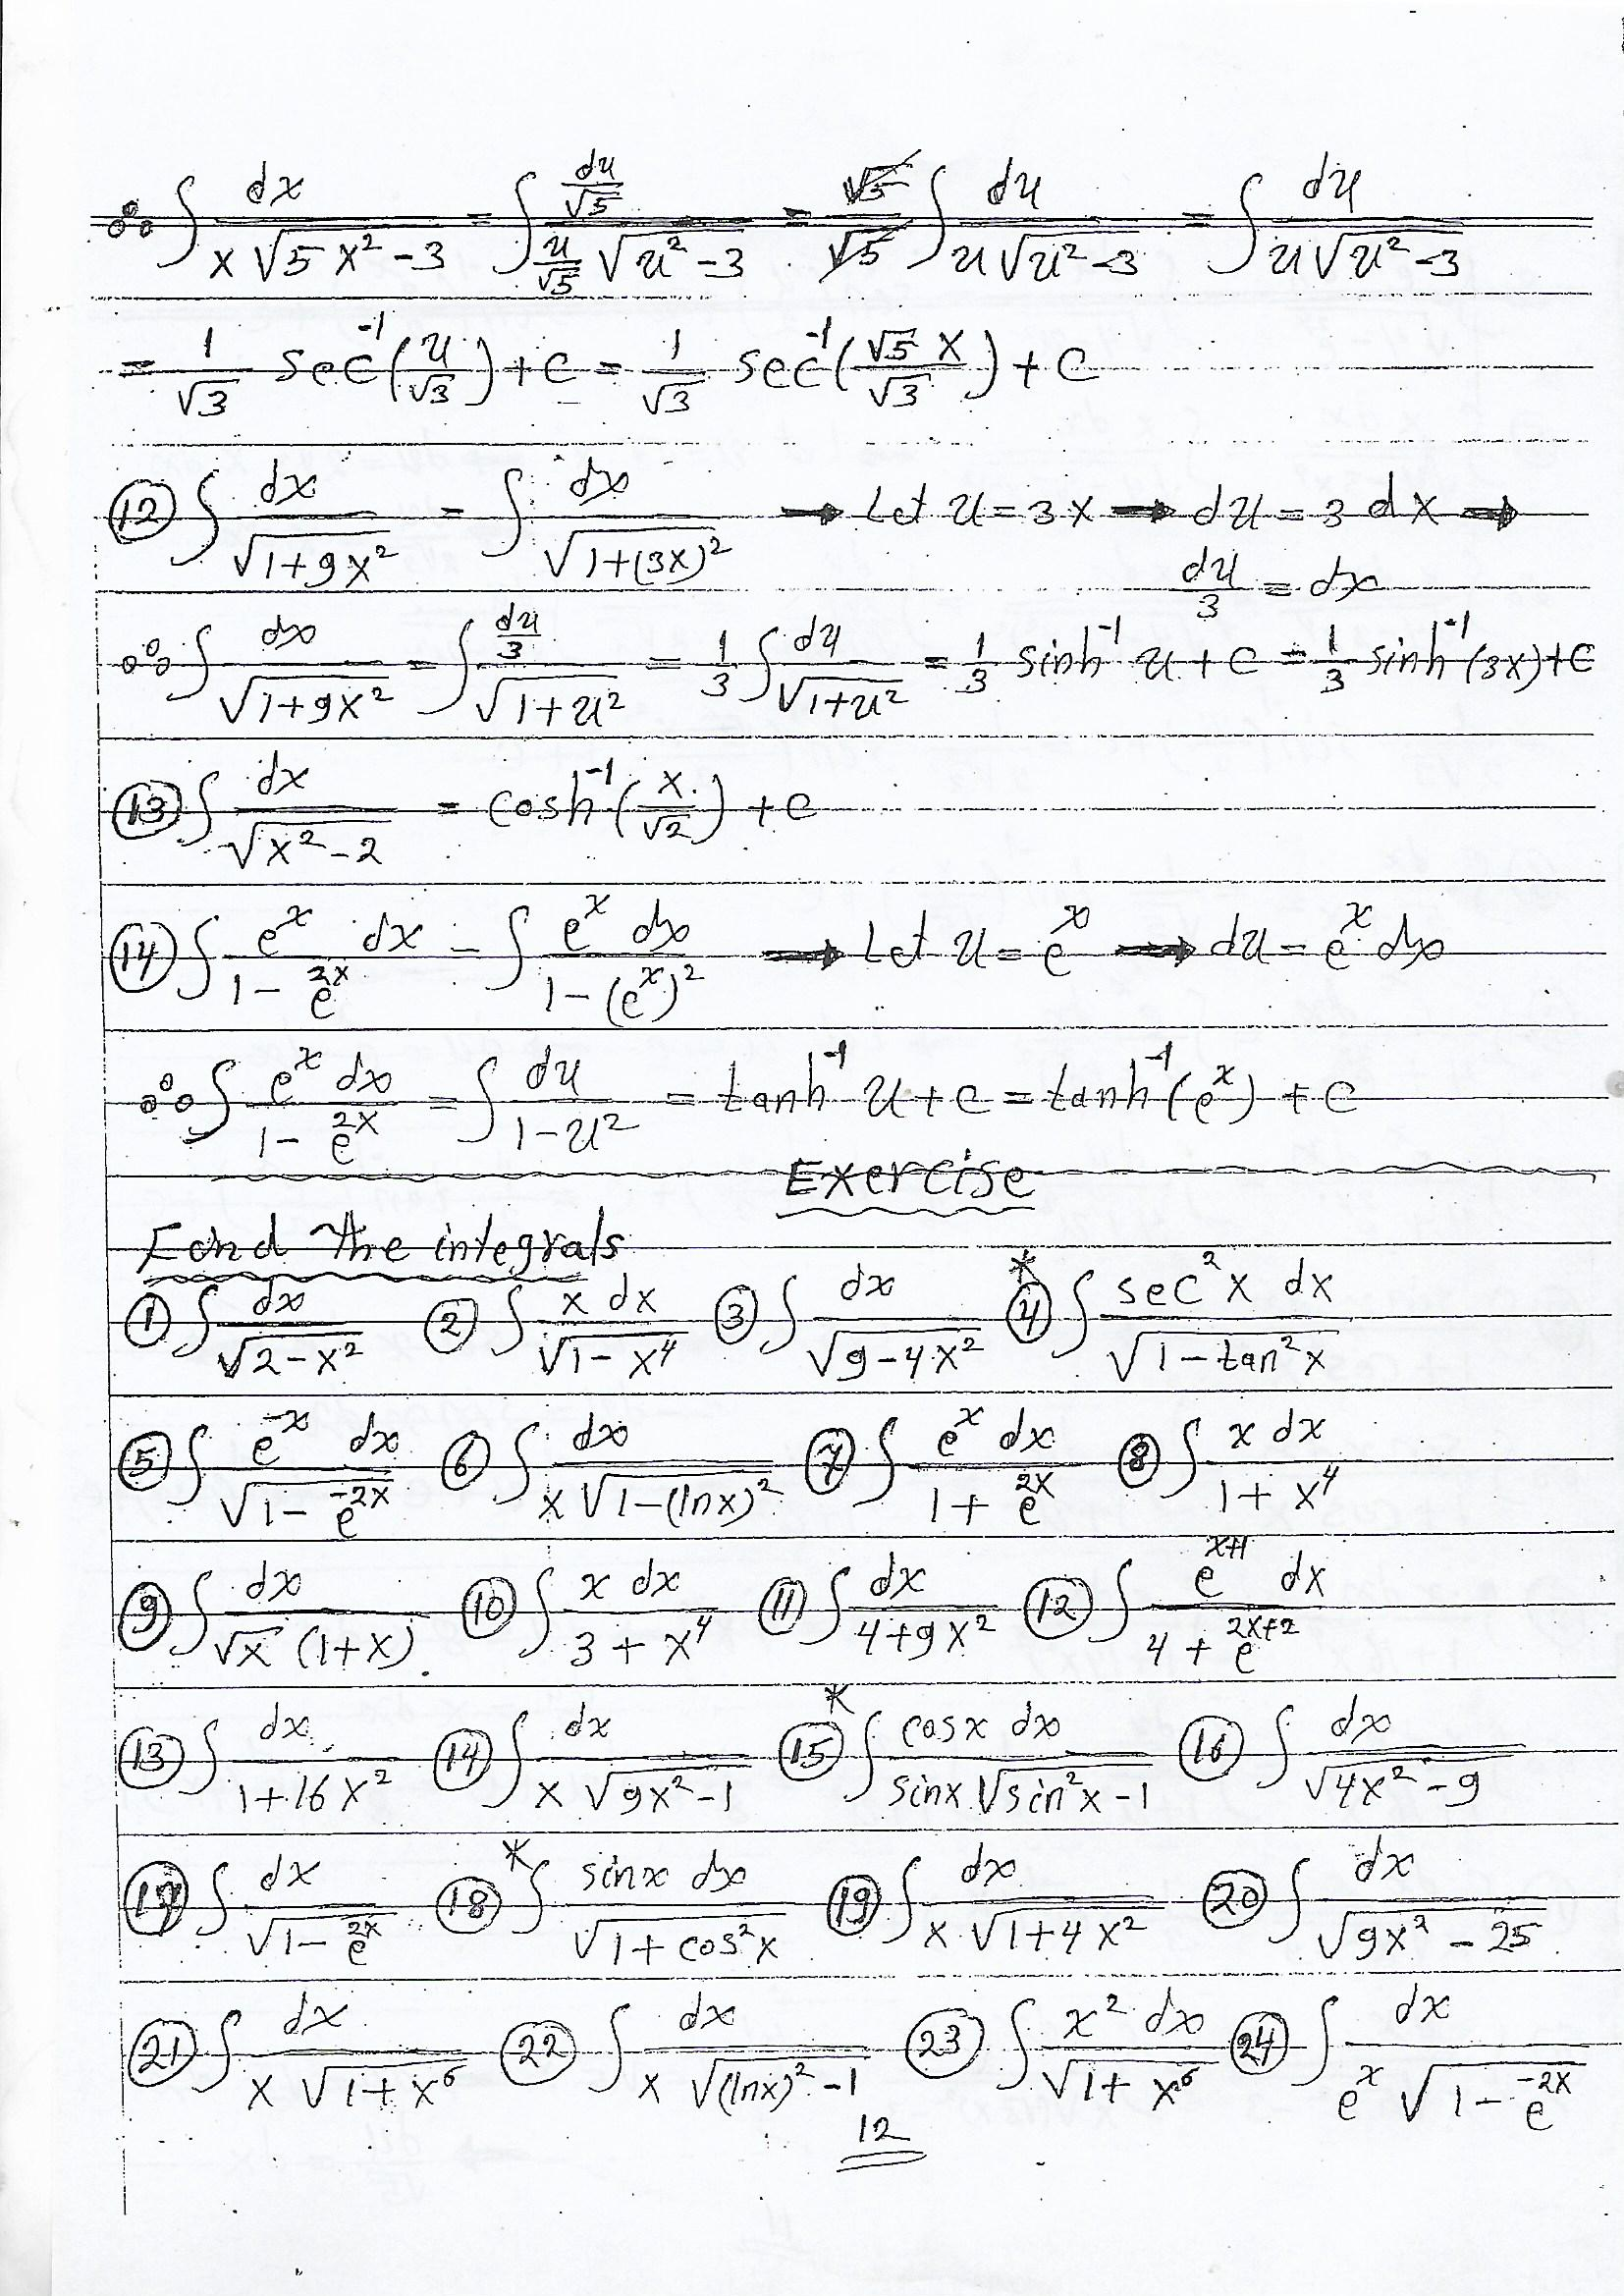 ∴ ∫ dx / (x √(5x² − 3)) = ∫ (du/√5) / ((u/√5) √(u² − 3)) = (√5/√5) ∫ du / (u √(u² − 3)) = ∫ du / (u √(u² − 3))
= (1/√3) sec⁻¹(u/√3) + c = (1/√3) sec⁻¹(√5 x / √3) + c
⑫ ∫ dx / √(1+9x²) = ∫ dx / √(1+(3x)²) → Let u = 3x → du = 3 dx →
du/3 = dx
∴ ∫ dx / √(1+9x²) = ∫ (du/3) / √(1+u²) = (1/3) ∫ du / √(1+u²) = (1/3) sinh⁻¹ u + c = (1/3) sinh⁻¹(3x) + c
⑬ ∫ dx / √(x² − 2) = cosh⁻¹(x/√2) + c
⑭ ∫ eˣ / (1 − e²ˣ) dx = ∫ eˣ dx / (1 − (eˣ)²) → Let u = eˣ → du = eˣ dx
∴ ∫ eˣ dx / (1 − e²ˣ) = ∫ du / (1 − u²) = tanh⁻¹ u + c = tanh⁻¹(eˣ) + c
Exercise
Find the integrals
① ∫ dx / √(2 − x²) ② ∫ x dx / √(1 − x⁴) ③ ∫ dx / √(9 − 4x²) *④ ∫ sec²x dx / √(1 − tan²x)
⑤ ∫ e⁻ˣ dx / √(1 − e⁻²ˣ) ⑥ ∫ dx / (x √(1 − (lnx)²)) ⑦ ∫ eˣ dx / (1 + e²ˣ) ⑧ ∫ x dx / (1 + x⁴)
⑨ ∫ dx / (√x (1+x)) ⑩ ∫ x dx / (3 + x⁴) ⑪ ∫ dx / (4+9x²) ⑫ ∫ eˣ⁺¹ dx / (4 + e²ˣ⁺²)
⑬ ∫ dx / (1+16x²) ⑭ ∫ dx / (x √(9x² − 1)) *⑮ ∫ cosx dx / (sinx √(sin²x − 1)) ⑯ ∫ dx / √(4x² − 9)
⑰ ∫ dx / √(1 − e²ˣ) *⑱ ∫ sinx dx / √(1 + cos²x) ⑲ ∫ dx / (x √(1+4x²)) ⑳ ∫ dx / √(9x² − 25)
㉑ ∫ dx / (x √(1+x⁶)) ㉒ ∫ dx / (x √((lnx)² − 1)) ㉓ ∫ x² dx / √(1+x⁶) ㉔ ∫ dx / (eˣ √(1 − e⁻²ˣ))
12